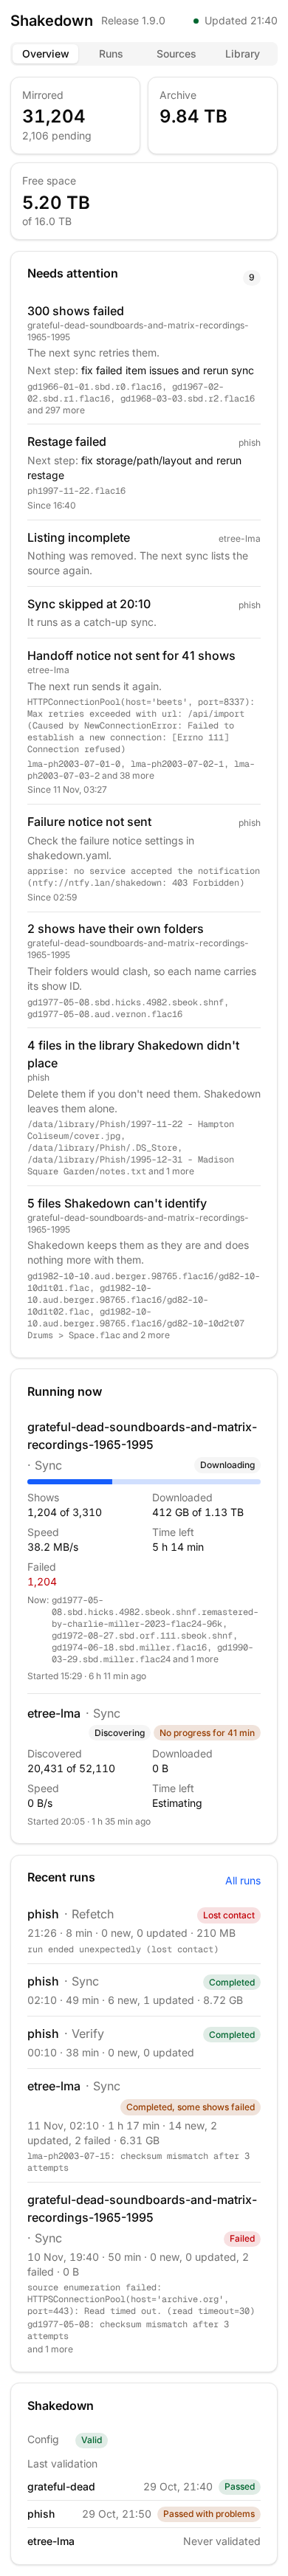 Shakedown Release 1.9.0 Updated 21:40
Overview Runs Sources Library
Mirrored
31,204
2,106 pending
Archive
9.84 TB
Free space
5.20 TB
of 16.0 TB
Needs attention 9
300 shows failed
grateful-dead-soundboards-and-matrix-recordings-
1965-1995
The next sync retries them.
Next step: fix failed item issues and rerun sync
gd1966-01-01.sbd.r0.flac16, gd1967-02-
02.sbd.r1.flac16, gd1968-03-03.sbd.r2.flac16
and 297 more
Restage failed phish
Next step: fix storage/path/layout and rerun
restage
ph1997-11-22.flac16
Since 16:40
Listing incomplete etree-lma
Nothing was removed. The next sync lists the
source again.
Sync skipped at 20:10 phish
It runs as a catch-up sync.
Handoff notice not sent for 41 shows
etree-lma
The next run sends it again.
HTTPConnectionPool(host='beets', port=8337):
Max retries exceeded with url: /api/import
(Caused by NewConnectionError: Failed to
establish a new connection: [Errno 111]
Connection refused)
lma-ph2003-07-01-0, lma-ph2003-07-02-1, lma-
ph2003-07-03-2 and 38 more
Since 11 Nov, 03:27
Failure notice not sent phish
Check the failure notice settings in
shakedown.yaml.
apprise: no service accepted the notification
(ntfy://ntfy.lan/shakedown: 403 Forbidden)
Since 02:59
2 shows have their own folders
grateful-dead-soundboards-and-matrix-recordings-
1965-1995
Their folders would clash, so each name carries
its show ID.
gd1977-05-08.sbd.hicks.4982.sbeok.shnf,
gd1977-05-08.aud.vernon.flac16
4 files in the library Shakedown didn't
place
phish
Delete them if you don't need them. Shakedown
leaves them alone.
/data/library/Phish/1997-11-22 – Hampton
Coliseum/cover.jpg,
/data/library/Phish/.DS_Store,
/data/library/Phish/1995-12-31 – Madison
Square Garden/notes.txt and 1 more
5 files Shakedown can't identify
grateful-dead-soundboards-and-matrix-recordings-
1965-1995
Shakedown keeps them as they are and does
nothing more with them.
gd1982-10-10.aud.berger.98765.flac16/gd82-10-
10d1t01.flac, gd1982-10-
10.aud.berger.98765.flac16/gd82-10-
10d1t02.flac, gd1982-10-
10.aud.berger.98765.flac16/gd82-10-10d2t07
Drums > Space.flac and 2 more
Running now
grateful-dead-soundboards-and-matrix-
recordings-1965-1995
· Sync Downloading
Shows Downloaded
1,204 of 3,310 412 GB of 1.13 TB
Speed Time left
38.2 MB/s 5 h 14 min
Failed
1,204
Now: gd1977-05-
08.sbd.hicks.4982.sbeok.shnf.remastered-
by-charlie-miller-2023-flac24-96k,
gd1972-08-27.sbd.orf.111.sbeok.shnf,
gd1974-06-18.sbd.miller.flac16, gd1990-
03-29.sbd.miller.flac24 and 1 more
Started 15:29 · 6 h 11 min ago
etree-lma · Sync
Discovering No progress for 41 min
Discovered Downloaded
20,431 of 52,110 0 B
Speed Time left
0 B/s Estimating
Started 20:05 · 1 h 35 min ago
Recent runs All runs
phish · Refetch Lost contact
21:26 · 8 min · 0 new, 0 updated · 210 MB
run ended unexpectedly (lost contact)
phish · Sync Completed
02:10 · 49 min · 6 new, 1 updated · 8.72 GB
phish · Verify Completed
00:10 · 38 min · 0 new, 0 updated
etree-lma · Sync
Completed, some shows failed
11 Nov, 02:10 · 1 h 17 min · 14 new, 2
updated, 2 failed · 6.31 GB
lma-ph2003-07-15: checksum mismatch after 3
attempts
grateful-dead-soundboards-and-matrix-
recordings-1965-1995
· Sync Failed
10 Nov, 19:40 · 50 min · 0 new, 0 updated, 2
failed · 0 B
source enumeration failed:
HTTPSConnectionPool(host='archive.org',
port=443): Read timed out. (read timeout=30)
gd1977-05-08: checksum mismatch after 3
attempts
and 1 more
Shakedown
Config Valid
Last validation
grateful-dead 29 Oct, 21:40 Passed
phish 29 Oct, 21:50 Passed with problems
etree-lma Never validated